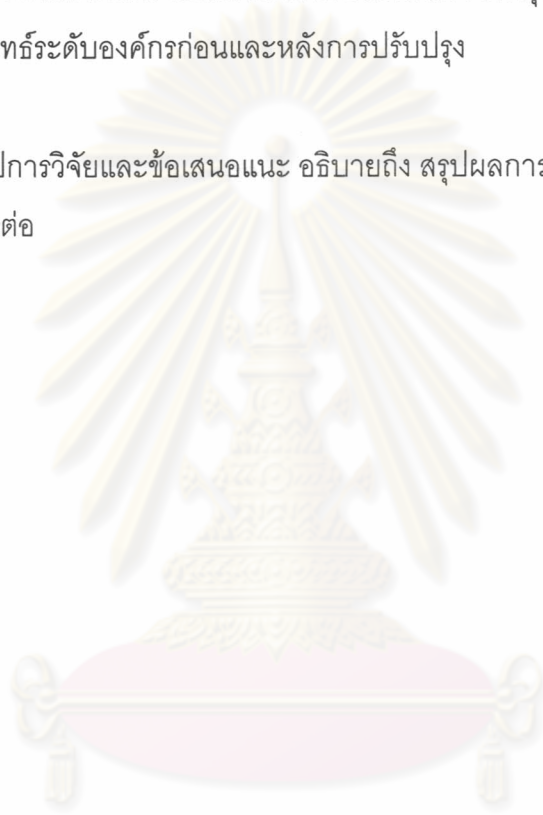 ทธ์ระดับองค์กรก่อนและหลังการปรับปรุง
ปการวิจัยและข้อเสนอแนะ อธิบายถึง สรุปผลการ
ต่อ